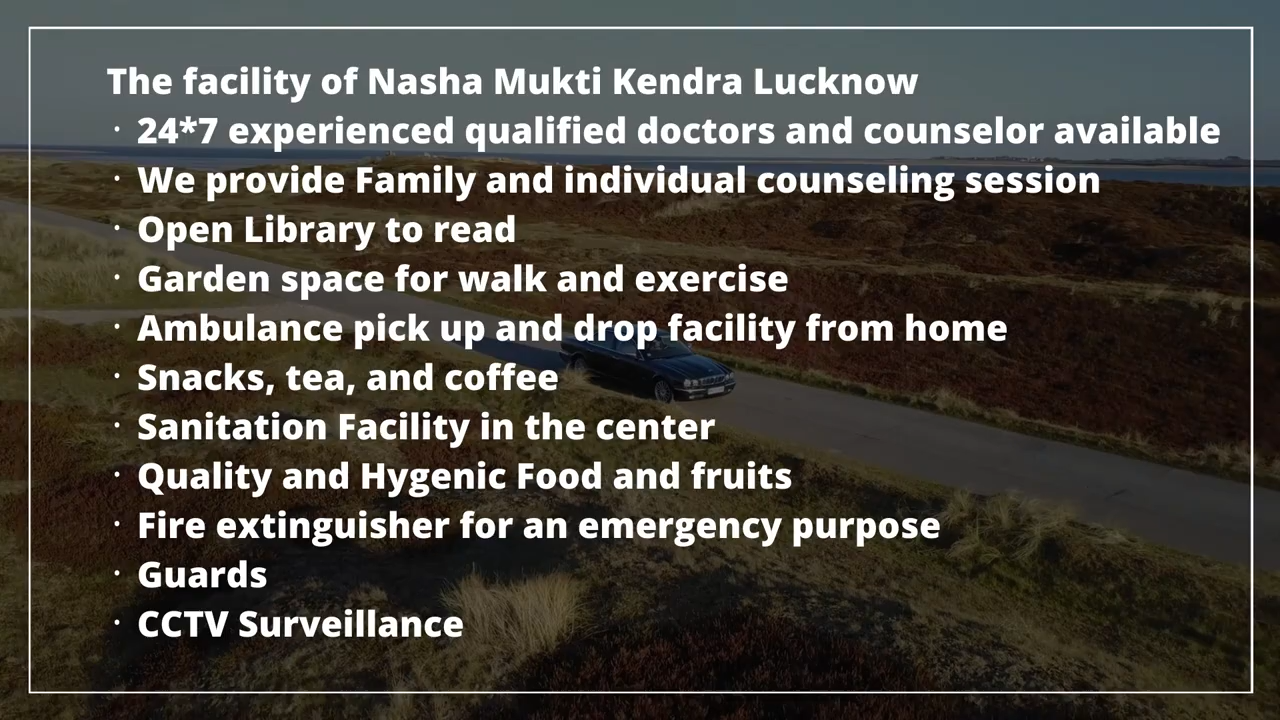 The facility of Nasha Mukti Kendra Lucknow
· 24*7 experienced qualified doctors and counselor available
· We provide Family and individual counseling session
· Open Library to read
· Garden space for walk and exercise
· Ambulance pick up and drop facility from home
· Snacks, tea, and coffee
· Sanitation Facility in the center
· Quality and Hygenic Food and fruits
· Fire extinguisher for an emergency purpose
· Guards
· CCTV Surveillance